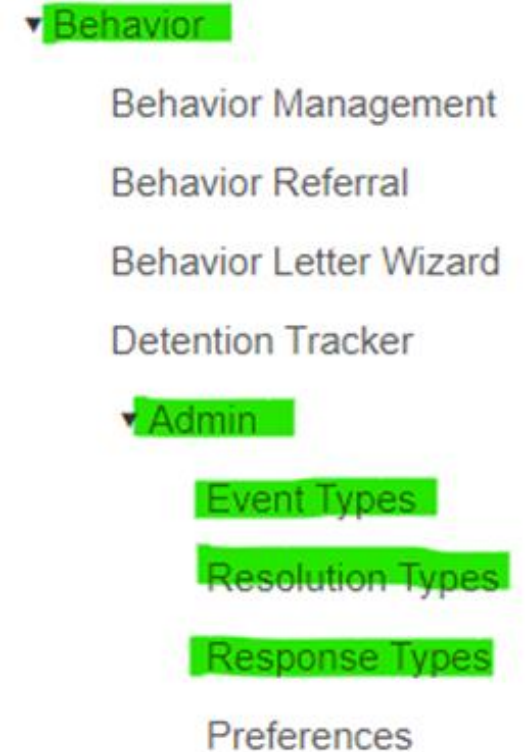 Behavior
Behavior Management
Behavior Referral
Behavior Letter Wizard
Detention Tracker
Admin
Event Types
Resolution Types
Response Types
Preferences